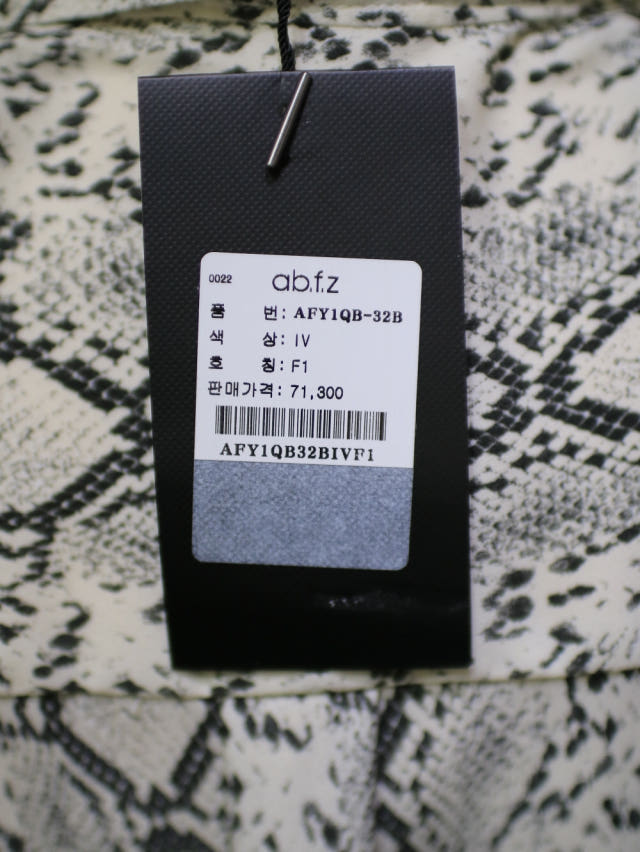 0022 ab.f.z
품 번: AFY1QB-32B
색 상: IV
호 칭: F1
판매가격: 71,300
AFY1QB32BIVF1